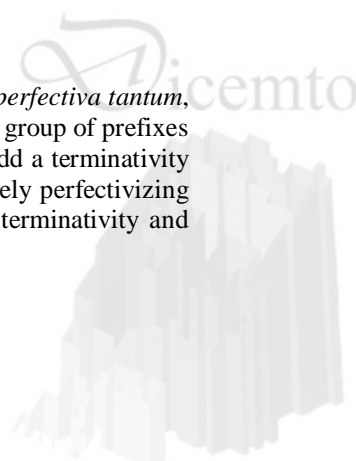 icemto
perfectiva tantum,
group of prefixes
dd a terminativity
ely perfectivizing
terminativity and